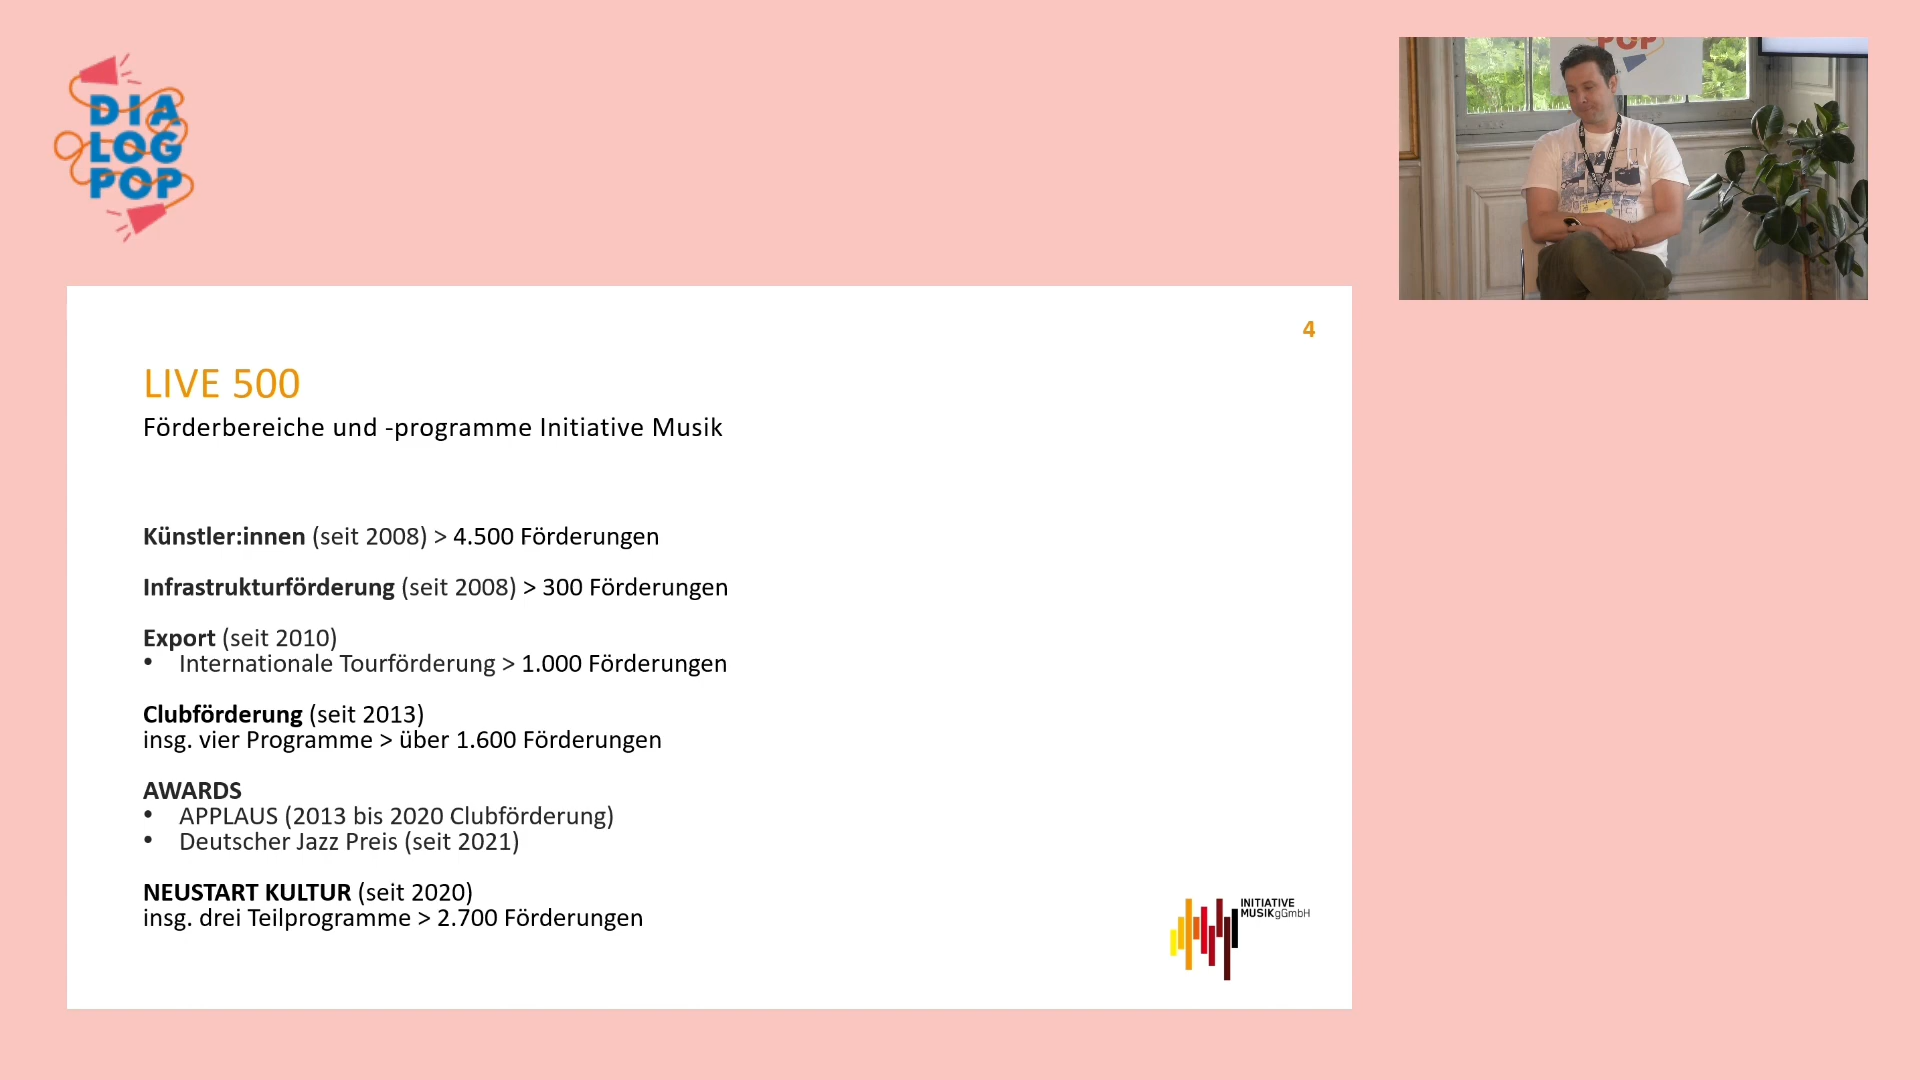 DIA
LOG
POP
POP
4
LIVE 500
Förderbereiche und -programme Initiative Musik
Künstler:innen (seit 2008) > 4.500 Förderungen
Infrastrukturförderung (seit 2008) > 300 Förderungen
Export (seit 2010)
• Internationale Tourförderung > 1.000 Förderungen
Clubförderung (seit 2013)
insg. vier Programme > über 1.600 Förderungen
AWARDS
• APPLAUS (2013 bis 2020 Clubförderung)
• Deutscher Jazz Preis (seit 2021)
NEUSTART KULTUR (seit 2020)
insg. drei Teilprogramme > 2.700 Förderungen
INITIATIVE
MUSIKgGmbH